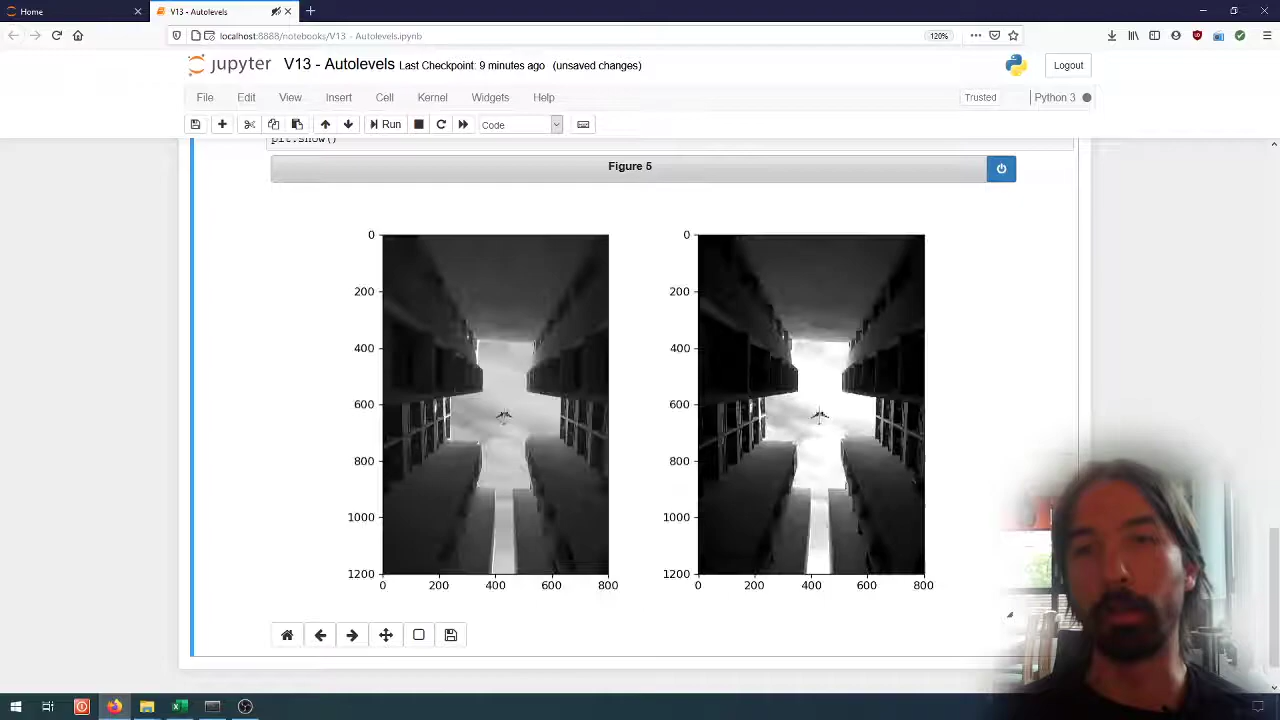 Home
V13 - Autolevels
localhost:8888/notebooks/V13 - Autolevels.ipynb
120%
jupyter V13 - Autolevels Last Checkpoint: 9 minutes ago (unsaved changes)
Logout
File Edit View Insert Cell Kernel Widgets Help
Trusted
Python 3
Run
Code
plt.show()
Figure 5
0
200
400
600
800
1000
1200
0 200 400 600 800
0
200
400
600
800
1000
1200
0 200 400 600 800